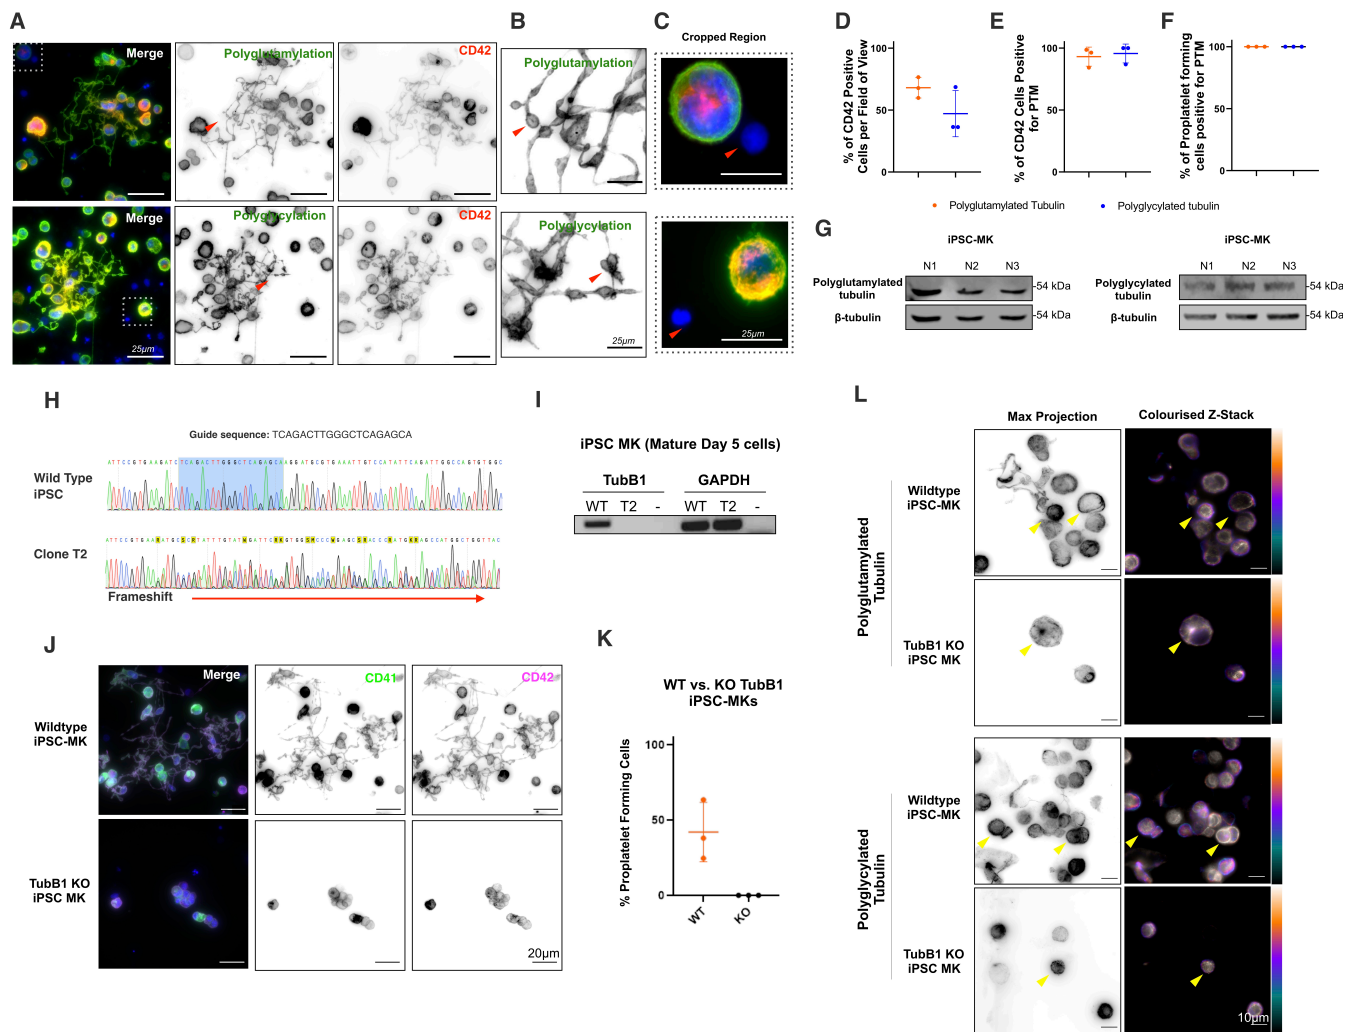 A
B
C
D
E
F
Cropped Region
Merge
Polyglutamylation
CD42
Polyglutamylation
Merge
Polyglycylation
CD42
Polyglycylation
25μm
25μm
25μm
% of CD42 Positive
Cells per Field of View
100
50
0
% of CD42 Cells Positive
for PTM
100
50
0
% of Proplatelet forming
cells positive for PTM
100
50
0
Polyglutamylated Tubulin
Polyglycylated tubulin
G
iPSC-MK
N1 N2 N3
Polyglutamylated
tubulin
-54 kDa
β-tubulin
-54 kDa
iPSC-MK
N1 N2 N3
Polyglycylated
tubulin
-54 kDa
β-tubulin
-54 kDa
H
Guide sequence: TCAGACTTGGGCTCAGAGCA
Wild Type
iPSC
ATTCCGTGAAGATCTCAGACTTGGGCTCAGAGCAAGGATGCGTGAAATTGTCCATATTCAGATTGGCCAGTGTGGC
Clone T2
Frameshift
I
iPSC MK (Mature Day 5 cells)
TubB1 GAPDH
WT T2 - WT T2 -
J
Merge
CD41
CD42
Wildtype
iPSC-MK
TubB1 KO
iPSC MK
20μm
K
WT vs. KO TubB1
iPSC-MKs
% Proplatelet Forming Cells
100
50
0
WT
KO
L
Max Projection
Colourised Z-Stack
Polyglutamylated
Tubulin
Wildtype
iPSC-MK
TubB1 KO
iPSC MK
Polyglycylated
Tubulin
Wildtype
iPSC-MK
TubB1 KO
iPSC MK
10μm